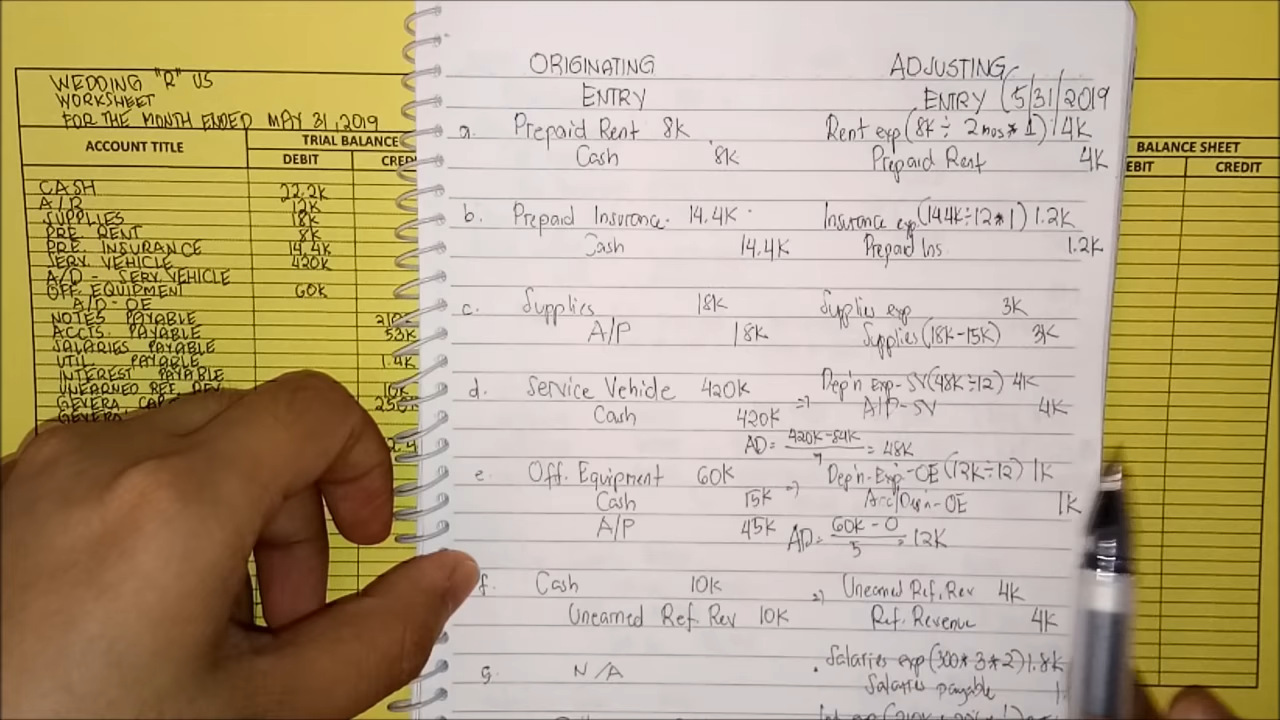 WEDDING "R" US
WORKSHEET
FOR THE MONTH ENDED MAY 31, 2019
ACCOUNT TITLE
TRIAL BALANCE
DEBIT
CASH 22.2K
A/R 12K
SUPPLIES 18K
PRE. RENT 8K
PRE. INSURANCE 14.4K
SERV. VEHICLE 420K
A/D - SERV. VEHICLE
OFF. EQUIPMENT 60K
A/D - OE
NOTES PAYABLE
ACCTS. PAYABLE 53K
SALARIES PAYABLE
UTIL. PAYABLE 1.4K
INTEREST PAYABLE
UNEARNED REF. REV. 10K
GEVERA,
GEVERA
BALANCE SHEET
CREDIT
ORIGINATING ADJUSTING
ENTRY ENTRY (5/31/2019
a. Prepaid Rent 8K Rent exp (8K ÷ 2mos * 1) 4K
Cash 8K Prepaid Rent 4K
b. Prepaid Insurance. 14.4K Insurance exp (14.4K÷12*1) 1.2K
Cash 14.4K Prepaid Ins 1.2K
c. Supplies 18K Supplies exp 3K
A/P 18K Supplies (18K-15K) 3K
d. Service Vehicle 420K Dep'n Exp-SV (48K÷12) 4K
Cash 420K => A/D-SV 4K
AD = 420K-84K / 7 = 48K
e. Off. Equipment 60K Dep'n. Exp-OE (12K÷12) 1K
Cash 15K => Acc/Dep'n-OE 1K
A/P 45K AD = 60K - 0 / 5 = 12K
f. Cash 10K => Unearned Ref. Rev 4K
Unearned Ref. Rev 10K Ref. Revenue 4K
g. N/A Salaries exp (300*3*2) 1.8K
Salaries payable